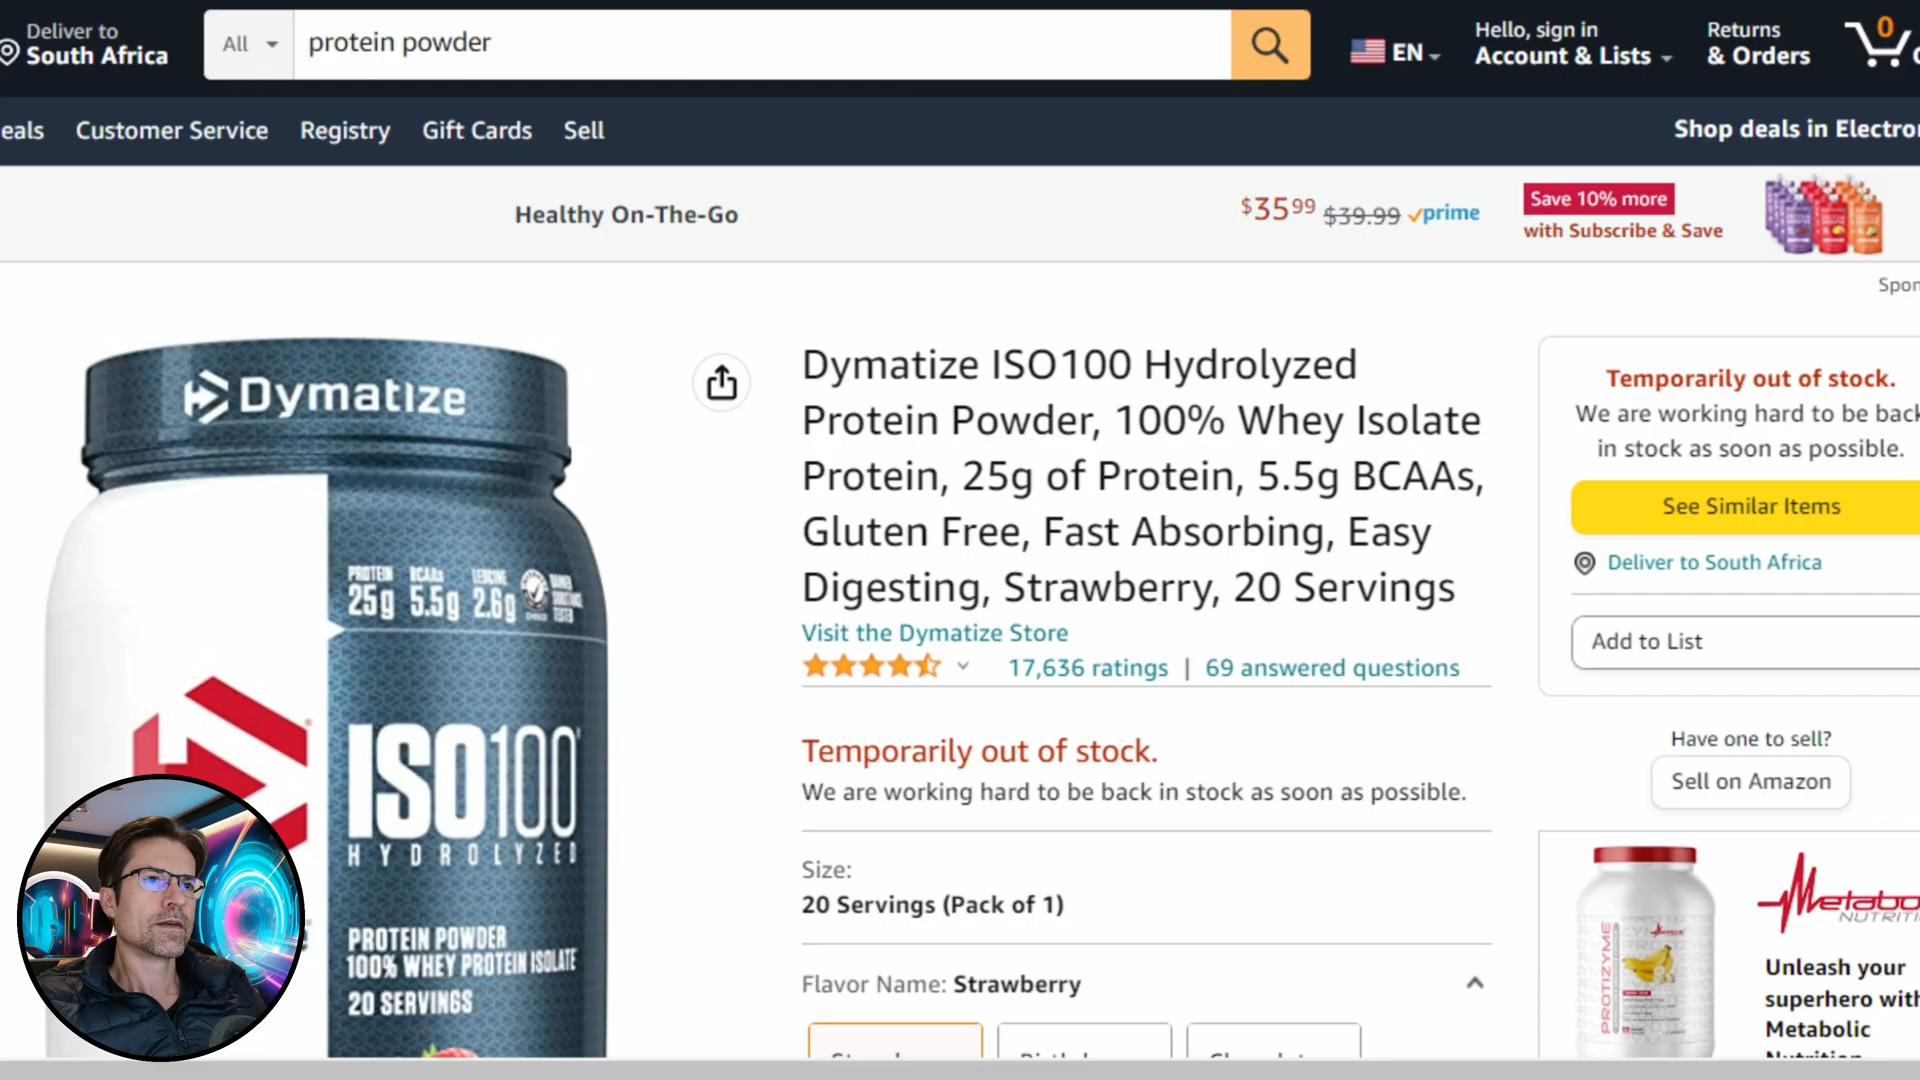 Deliver to
South Africa
All
protein powder
EN
Hello, sign in
Account & Lists
Returns
& Orders
0
eals
Customer Service
Registry
Gift Cards
Sell
Shop deals in Electro
Healthy On-The-Go
$35 99
$39.99
prime
Save 10% more
with Subscribe & Save
Spon
Dymatize
PROTEIN
25g
BCAAs
5.5g
LEUCINE
2.6g
ISO100
HYDROLYZED
PROTEIN POWDER
100% WHEY PROTEIN ISOLATE
20 SERVINGS
Dymatize ISO100 Hydrolyzed
Protein Powder, 100% Whey Isolate
Protein, 25g of Protein, 5.5g BCAAs,
Gluten Free, Fast Absorbing, Easy
Digesting, Strawberry, 20 Servings
Visit the Dymatize Store
17,636 ratings | 69 answered questions
Temporarily out of stock.
We are working hard to be back in stock as soon as possible.
Size:
20 Servings (Pack of 1)
Flavor Name: Strawberry
Temporarily out of stock.
We are working hard to be back
in stock as soon as possible.
See Similar Items
Deliver to South Africa
Add to List
Have one to sell?
Sell on Amazon
PROTIZYME
Metabo
NUTRITI
Unleash your
superhero with
Metabolic